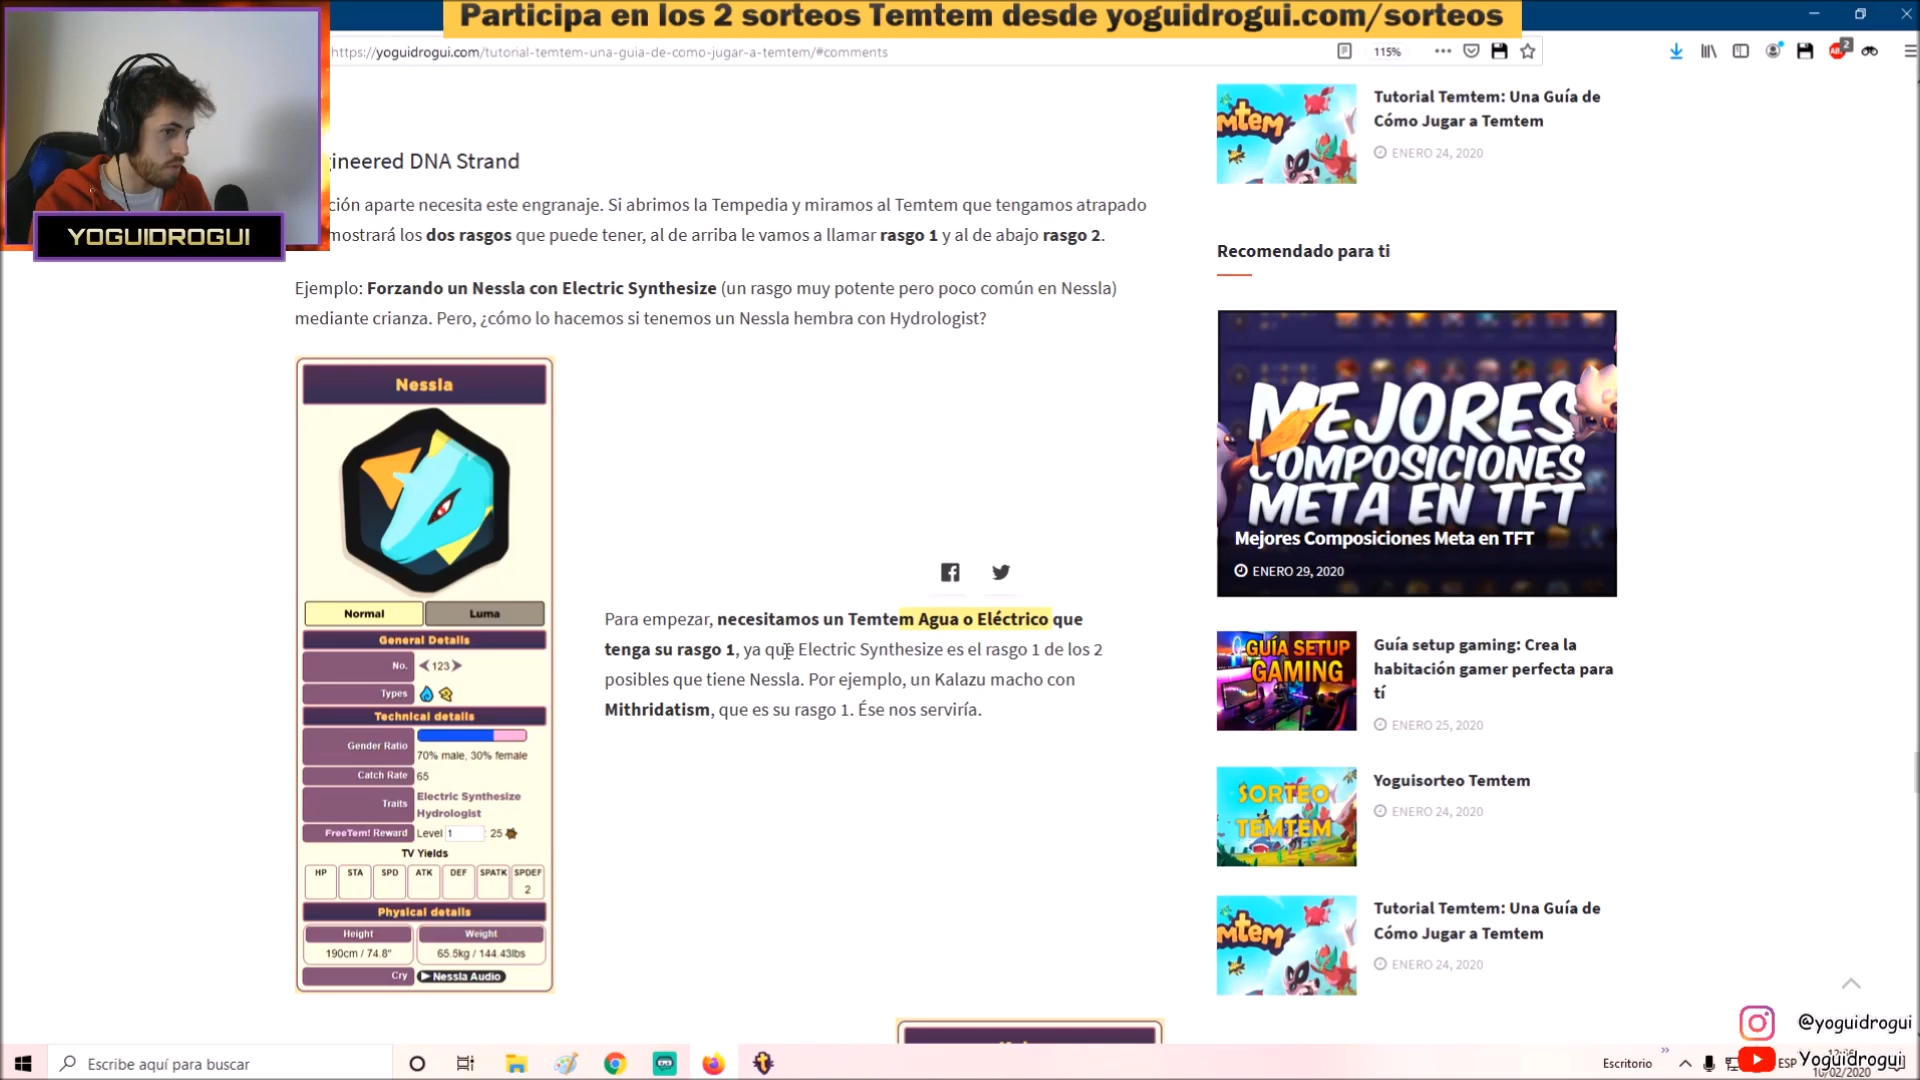 Participa en los 2 sorteos Temtem desde yoguidrogui.com/sorteos
https://yoguidrogui.com/tutorial-temtem-una-guia-de-como-jugar-a-temtem/#comments
115%
2
YOGUIDROGUI
gineered DNA Strand
ción aparte necesita este engranaje. Si abrimos la Tempedia y miramos al Temtem que tengamos atrapado
mostrará los dos rasgos que puede tener, al de arriba le vamos a llamar rasgo 1 y al de abajo rasgo 2.
Ejemplo: Forzando un Nessla con Electric Synthesize (un rasgo muy potente pero poco común en Nessla)
mediante crianza. Pero, ¿cómo lo hacemos si tenemos un Nessla hembra con Hydrologist?
Nessla
Normal
Luma
General Details
No. 123
Types
Technical details
Gender Ratio
70% male, 30% female
Catch Rate 65
Traits
Electric Synthesize
Hydrologist
FreeTem! Reward Level 1 : 25
TV Yields
HP STA SPD ATK DEF SPATK SPDEF
2
Physical details
Height Weight
190cm / 74.8" 65.5kg / 144.43lbs
Cry Nessla Audio
Para empezar, necesitamos un Temtem Agua o Eléctrico que
tenga su rasgo 1, ya que Electric Synthesize es el rasgo 1 de los 2
posibles que tiene Nessla. Por ejemplo, un Kalazu macho con
Mithridatism, que es su rasgo 1. Ése nos serviría.
mtem
Tutorial Temtem: Una Guía de
Cómo Jugar a Temtem
ENERO 24, 2020
Recomendado para ti
MEJORES
COMPOSICIONES
META EN TFT
Mejores Composiciones Meta en TFT
ENERO 29, 2020
GUÍA SETUP
GAMING
Guía setup gaming: Crea la
habitación gamer perfecta para
tí
ENERO 25, 2020
SORTEO
TEMTEM
Yoguisorteo Temtem
ENERO 24, 2020
mtem
Tutorial Temtem: Una Guía de
Cómo Jugar a Temtem
ENERO 24, 2020
@yoguidrogui
Yoguidrogui
Escribe aquí para buscar
Escritorio
ESP
10/02/2020